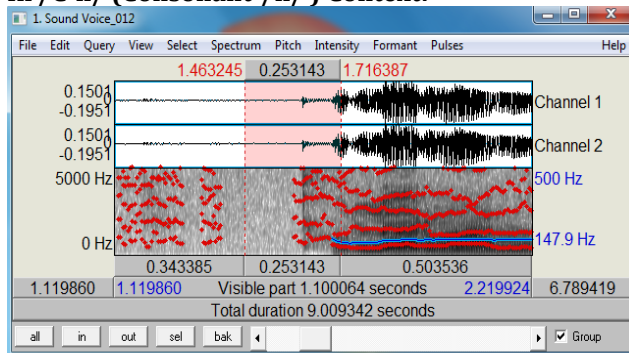 1. Sound Voice_012
File Edit Query View Select Spectrum Pitch Intensity Formant Pulses Help
1.463245 0.253143 1.716387
0.1501
-0.1951
Channel 1
0.1501
-0.1951
Channel 2
5000 Hz 500 Hz
0 Hz 147.9 Hz
0.343385 0.253143 0.503536
1.119860 1.119860 Visible part 1.100064 seconds 2.219924 6.789419
Total duration 9.009342 seconds
all in out sel bak Group